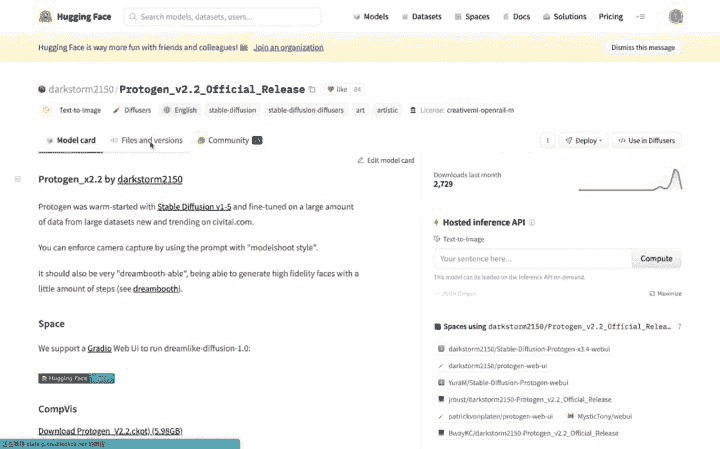 Hugging Face
Search models, datasets, users...
Models
Datasets
Spaces
Docs
Solutions
Pricing
Hugging Face is way more fun with friends and colleagues! Join an organization
Dismiss this message
darkstorm2150/Protogen_v2.2_Official_Release
like 84
Text-to-Image
Diffusers
English
stable-diffusion
stable-diffusion-diffusers
art
artistic
License: creativeml-openrail-m
Model card
Files and versions
Community
Deploy
</> Use in Diffusers
Edit model card
Protogen_x2.2 by darkstorm2150
Protogen was warm-started with Stable Diffusion v1-5 and fine-tuned on a large amount
of data from large datasets new and trending on civitai.com.
You can enforce camera capture by using the prompt with "modelshoot style".
It should also be very "dreambooth-able", being able to generate high fidelity faces with a
little amount of steps (see dreambooth).
Space
We support a Gradio Web UI to run dreamlike-diffusion-1.0:
Hugging Face
CompVis
Download Protogen_V2.2.ckpt) (5.98GB)
Downloads last month
2,729
Hosted inference API
Text-to-Image
Your sentence here...
Compute
This model can be loaded on the Inference API on-demand.
JSON Output
Maximize
Spaces using darkstorm2150/Protogen_v2.2_Official_Relea… 7
darkstorm2150/Stable-Diffusion-Protogen-x3.4-webui
darkstorm2150/protogen-web-ui
YuraM/Stable-Diffusion-Protogen-webui
jroust/darkstorm2150-Protogen_v2.2_Official_Release
patrickvonplaten/protogen-web-ui
MysticTony/webui
BwayKC/darkstorm2150-Protogen_v2.2_Official_Release